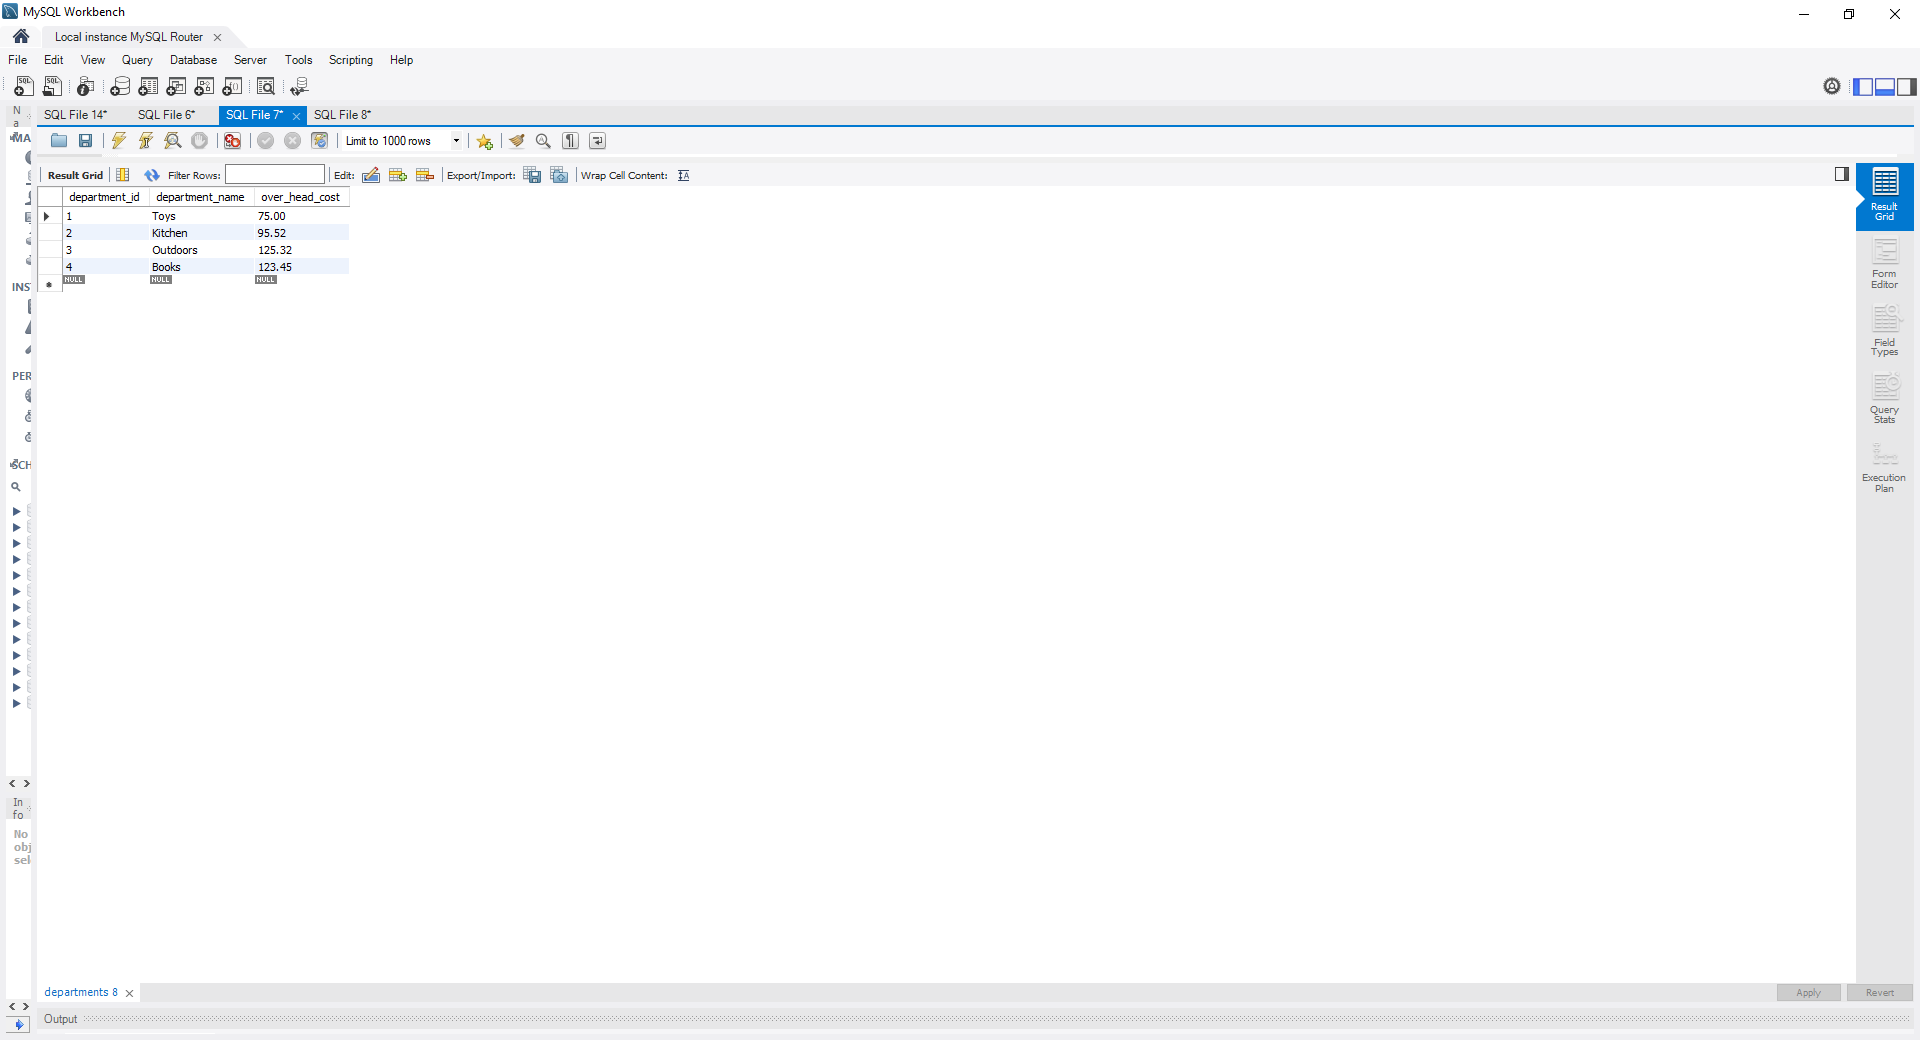 MySQL Workbench
Local instance MySQL Router
File Edit View Query Database Server Tools Scripting Help
SQL File 14* SQL File 6* SQL File 7* SQL File 8*
Limit to 1000 rows
Result Grid Filter Rows: Edit: Export/Import: Wrap Cell Content:
department_id department_name over_head_cost
1 Toys 75.00
2 Kitchen 95.52
3 Outdoors 125.32
4 Books 123.45
NULL NULL NULL
Na
MA
INS
PER
SCH
Info
No
obj
sel
Result
Grid
Form
Editor
Field
Types
Query
Stats
Execution
Plan
departments 8
Apply Revert
Output